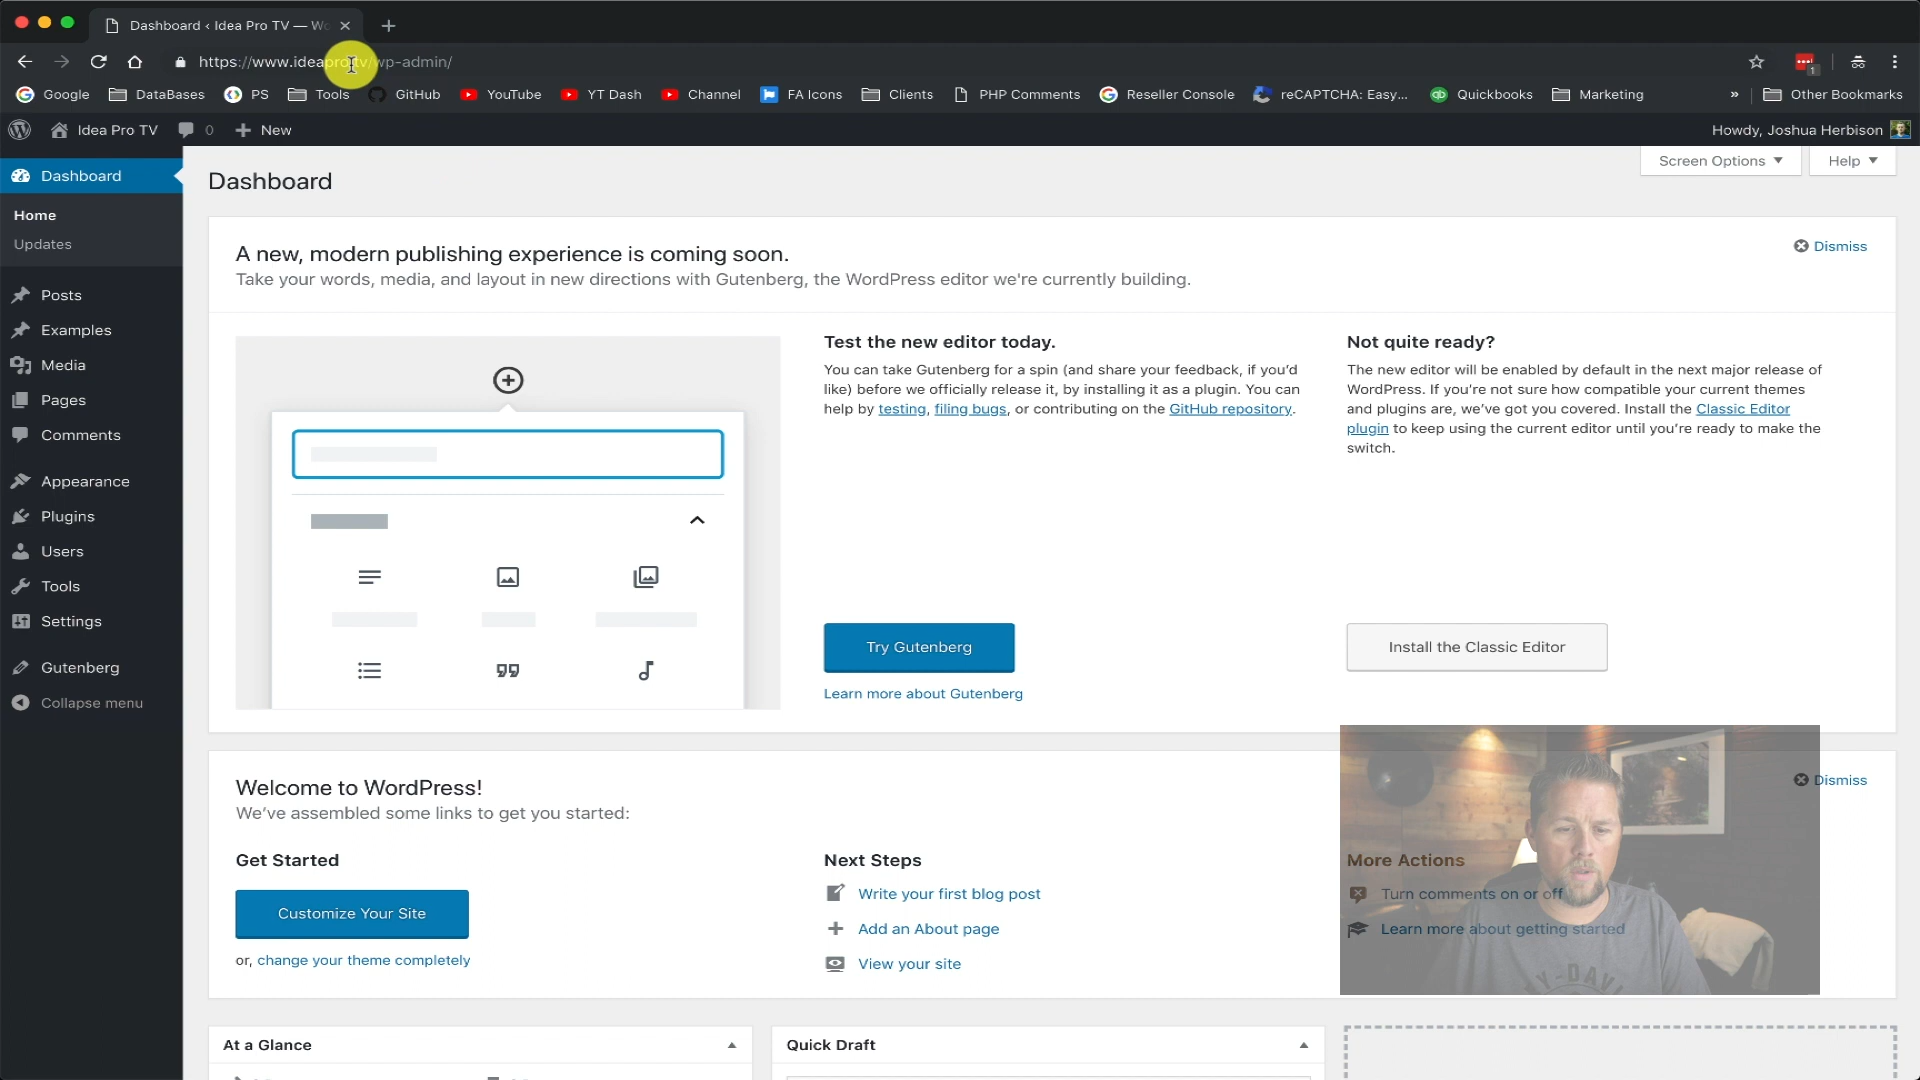 Dashboard ‹ Idea Pro TV — Wo
https://www.ideapro.tv/wp-admin/
1
Google DataBases PS Tools GitHub YouTube YT Dash Channel FA Icons Clients PHP Comments Reseller Console reCAPTCHA: Easy... Quickbooks Marketing » Other Bookmarks
Idea Pro TV 0 New Howdy, Joshua Herbison
Screen Options Help
Dashboard
Home
Updates
Posts
Examples
Media
Pages
Comments
Appearance
Plugins
Users
Tools
Settings
Gutenberg
Collapse menu
Dashboard
A new, modern publishing experience is coming soon.
Dismiss
Take your words, media, and layout in new directions with Gutenberg, the WordPress editor we're currently building.
Test the new editor today.
You can take Gutenberg for a spin (and share your feedback, if you'd
like) before we officially release it, by installing it as a plugin. You can
help by testing, filing bugs, or contributing on the GitHub repository.
Try Gutenberg
Learn more about Gutenberg
Not quite ready?
The new editor will be enabled by default in the next major release of
WordPress. If you're not sure how compatible your current themes
and plugins are, we've got you covered. Install the Classic Editor
plugin to keep using the current editor until you're ready to make the
switch.
Install the Classic Editor
Welcome to WordPress!
Dismiss
We've assembled some links to get you started:
Get Started
Customize Your Site
or, change your theme completely
Next Steps
Write your first blog post
Add an About page
View your site
More Actions
Turn comments on or off
Learn more about getting started
At a Glance
Quick Draft